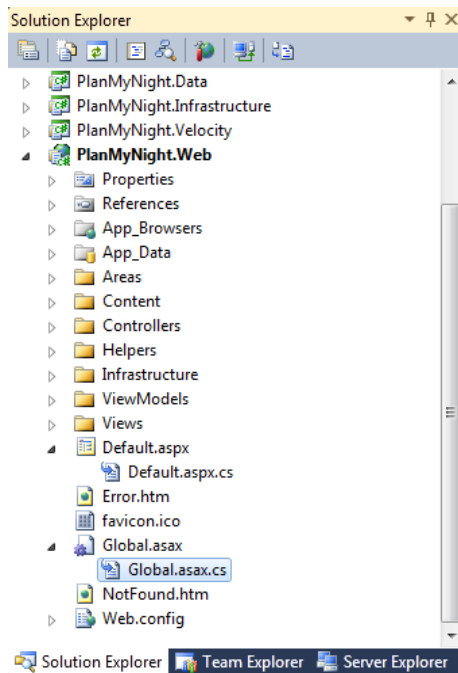 Solution Explorer
PlanMyNight.Data
PlanMyNight.Infrastructure
PlanMyNight.Velocity
PlanMyNight.Web
Properties
References
App_Browsers
App_Data
Areas
Content
Controllers
Helpers
Infrastructure
ViewModels
Views
Default.aspx
Default.aspx.cs
Error.htm
favicon.ico
Global.asax
Global.asax.cs
NotFound.htm
Web.config
Solution Explorer Team Explorer Server Explorer